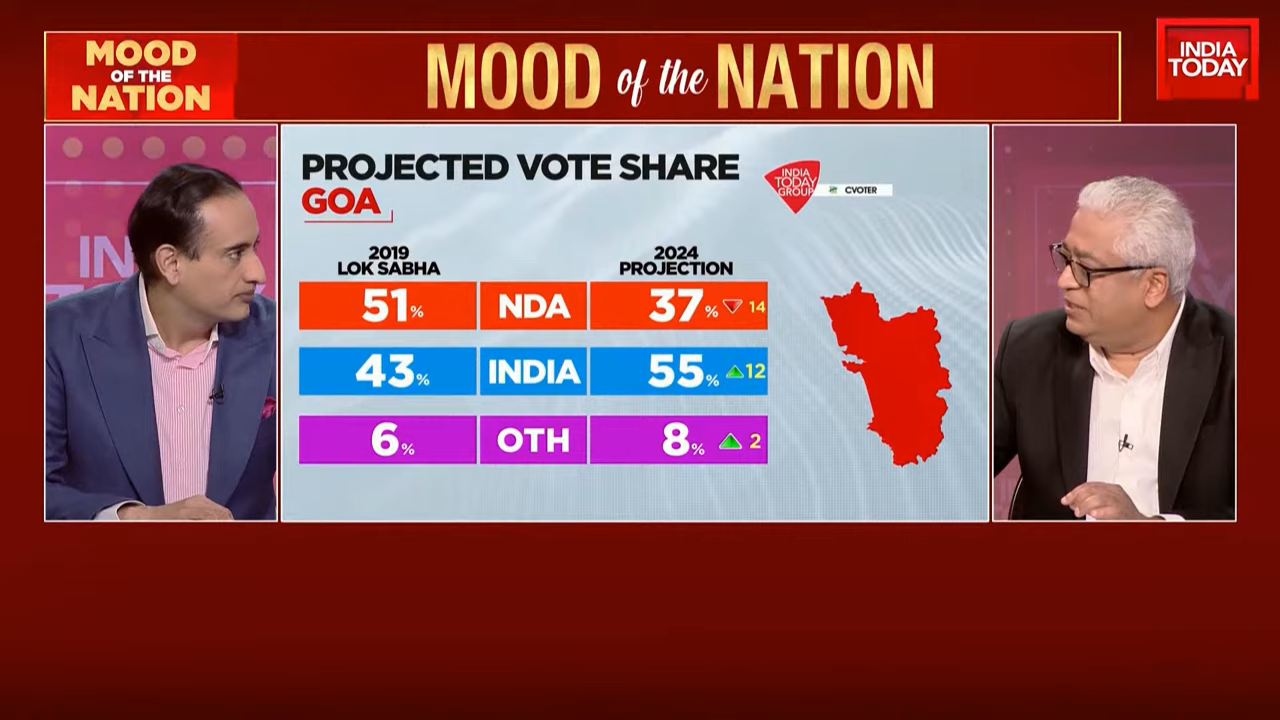 MOOD
OF THE
NATION
MOOD of the NATION
INDIA
TODAY
IN
PROJECTED VOTE SHARE
GOA
INDIA
TODAY
GROUP
CVOTER
2019
LOK SABHA
2024
PROJECTION
51% NDA 37% 14
43% INDIA 55% 12
6% OTH 8% 2